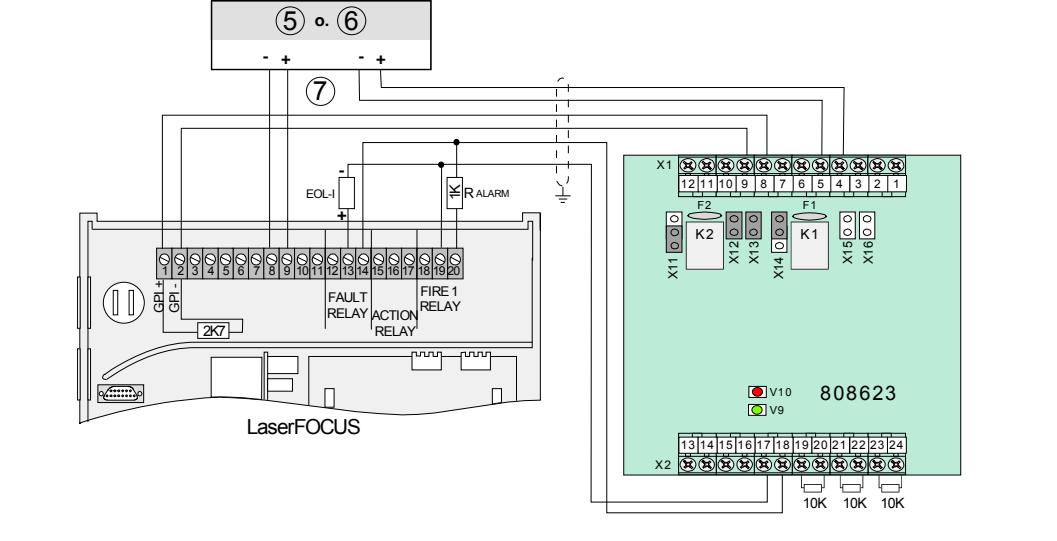 5 o. 6
- + - +
7
X1
12 11 10 9 8 7 6 5 4 3 2 1
-
EOL-I
+
1K
R ALARM
F2 F1
K2 K1
X11 X12 X13 X14 X15 X16
1 2 3 4 5 6 7 8 9 10 11 12 13 14 15 16 17 18 19 20
GPI +
GPI -
FAULT
RELAY
ACTION
RELAY
FIRE 1
RELAY
2K7
V10
V9
808623
LaserFOCUS
13 14 15 16 17 18 19 20 21 22 23 24
X2
10K 10K 10K